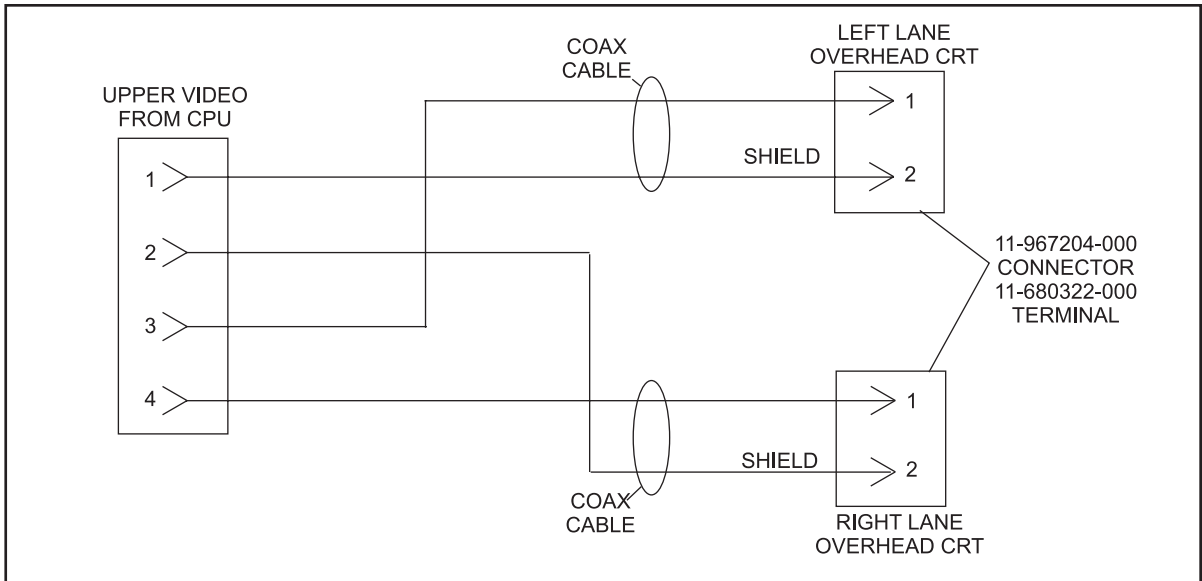 UPPER VIDEO
FROM CPU
1
2
3
4
COAX
CABLE
SHIELD
LEFT LANE
OVERHEAD CRT
1
2
11-967204-000
CONNECTOR
11-680322-000
TERMINAL
1
2
SHIELD
COAX
CABLE
RIGHT LANE
OVERHEAD CRT